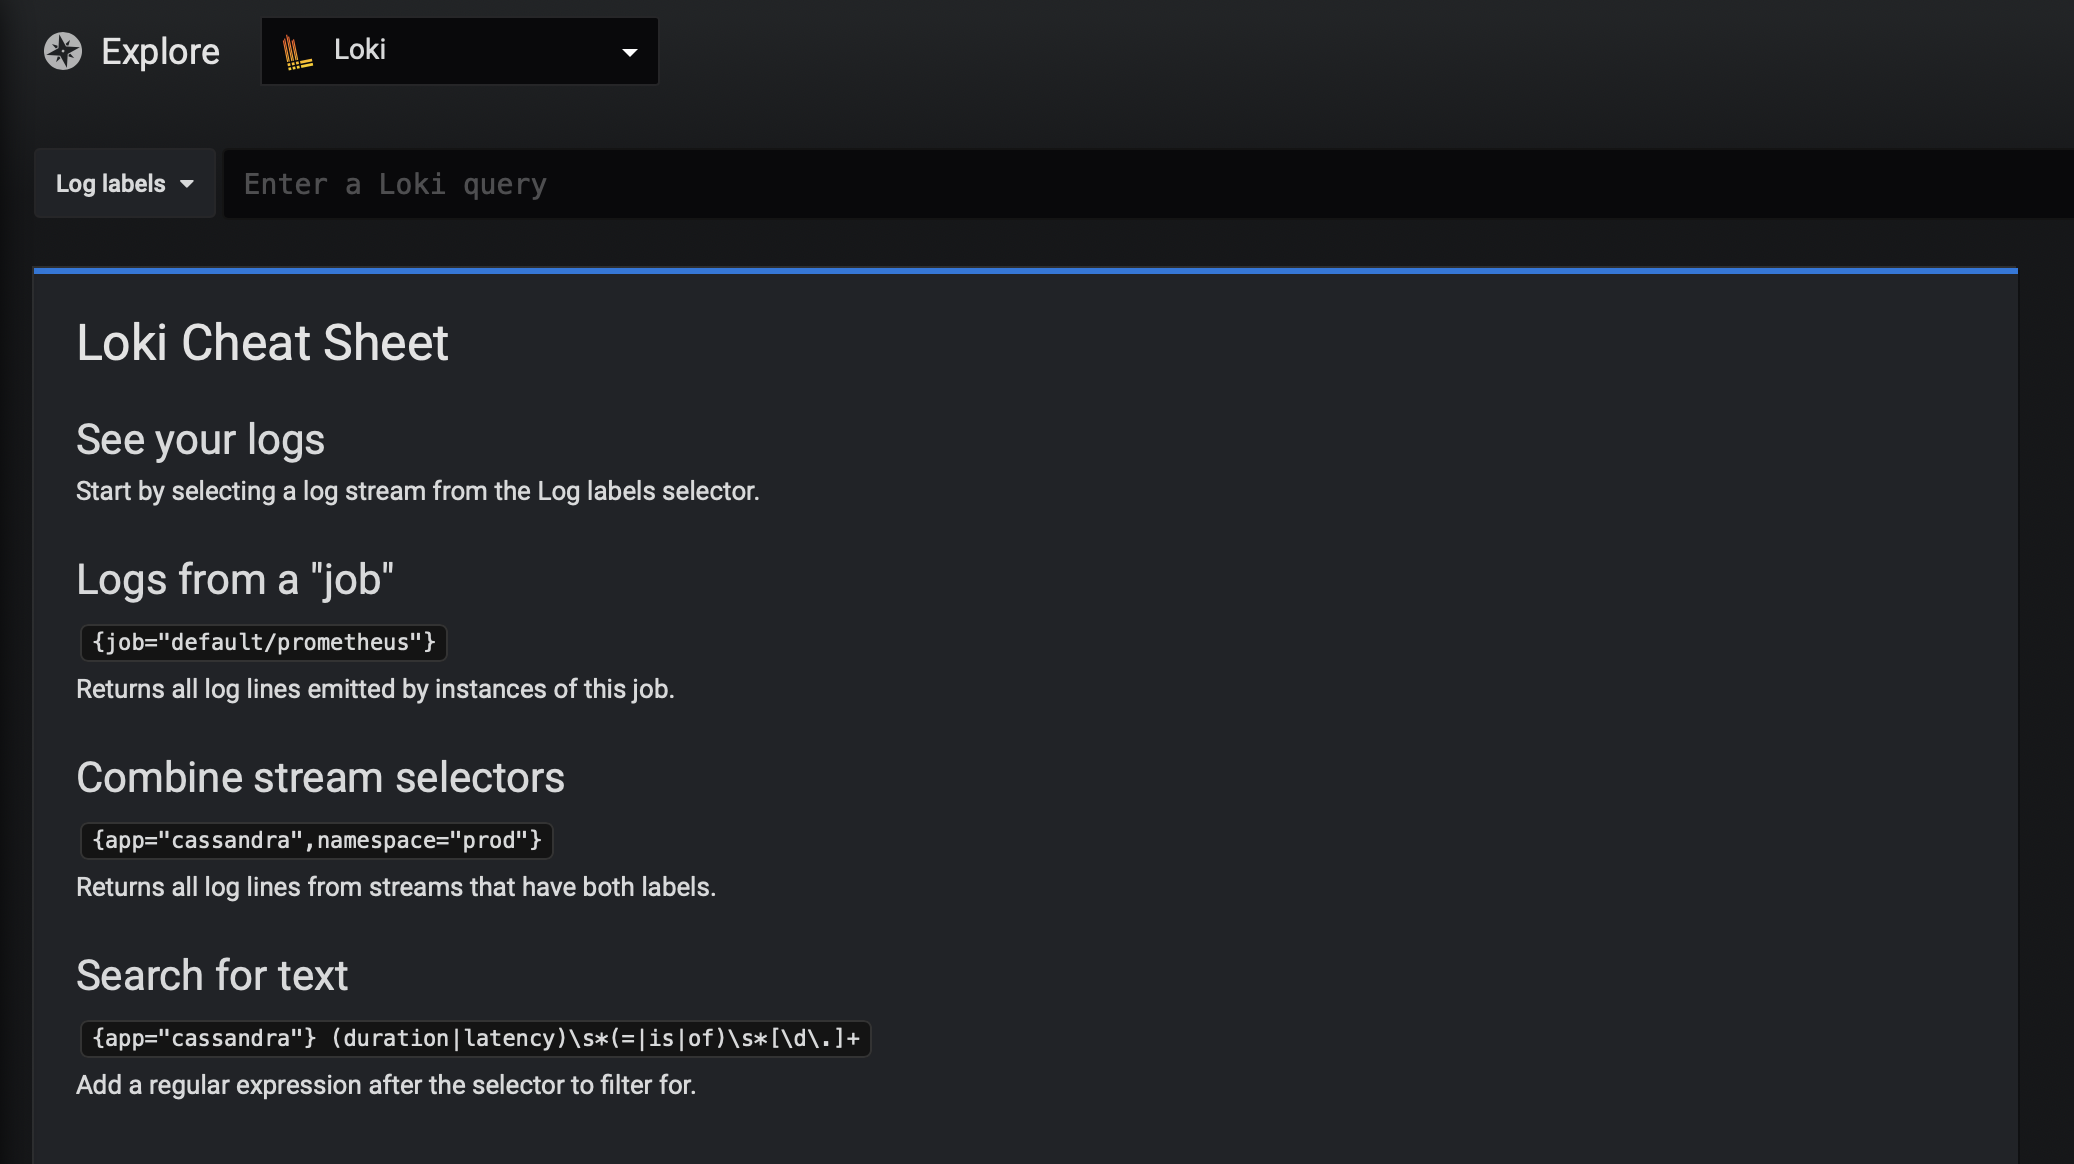 Explore
Loki
Log labels
Enter a Loki query
Loki Cheat Sheet
See your logs
Start by selecting a log stream from the Log labels selector.
Logs from a "job"
{job="default/prometheus"}
Returns all log lines emitted by instances of this job.
Combine stream selectors
{app="cassandra",namespace="prod"}
Returns all log lines from streams that have both labels.
Search for text
{app="cassandra"} (duration|latency)\s*(=|is|of)\s*[\d\.]+
Add a regular expression after the selector to filter for.